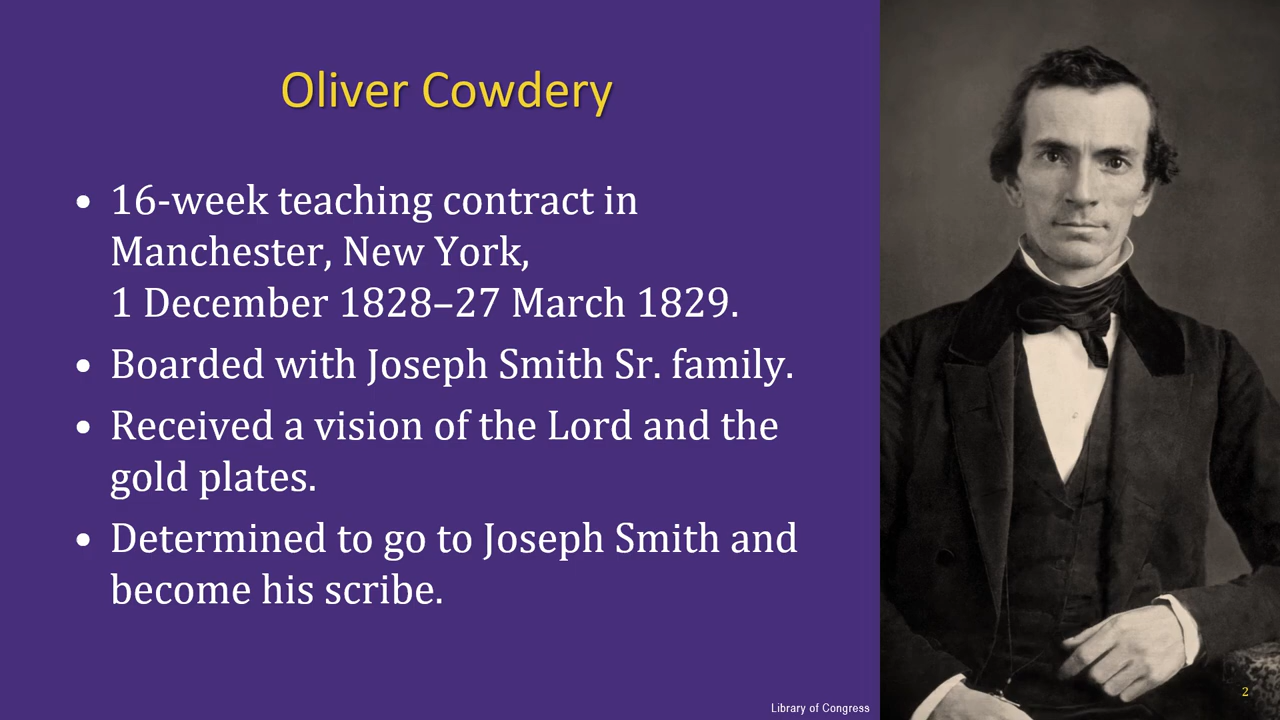 Oliver Cowdery
• 16-week teaching contract in
Manchester, New York,
1 December 1828–27 March 1829.
• Boarded with Joseph Smith Sr. family.
• Received a vision of the Lord and the
gold plates.
• Determined to go to Joseph Smith and
become his scribe.
Library of Congress
2